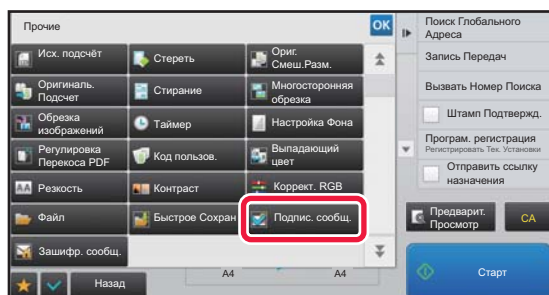 Прочие
OK
Исх. подсчёт
Стереть
Ориг.
Смеш.Разм.
Оригиналь.
Подсчет
Стирание
Многосторонняя
обрезка
Обрезка
изображений
Таймер
Настройка Фона
Регулировка
Перекоса PDF
Код пользов.
Выпадающий
цвет
AA Резкость
Контраст
Коррект. RGB
Файл
Быстрое Сохран
Подпис. сообщ.
Зашифр. сообщ.
Назад
A4
A4
Поиск Глобального
Адреса
Запись Передач
Вызвать Номер Поиска
Штамп Подтвержд.
Програм. регистрация
Регистрировать Тек. Установки
Отправить ссылку
назначения
Предварит.
Просмотр
CA
Старт